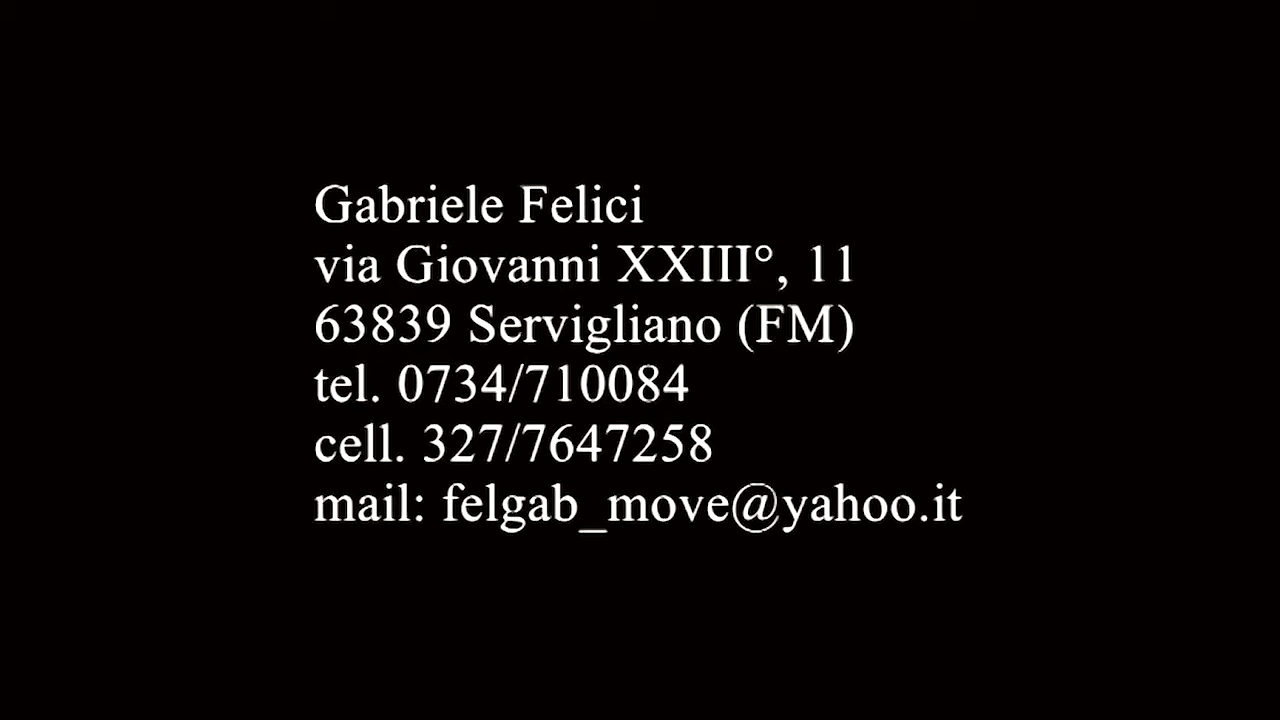 Gabriele Felici
via Giovanni XXIII°, 11
63839 Servigliano (FM)
tel. 0734/710084
cell. 327/7647258
mail: felgab_move@yahoo.it